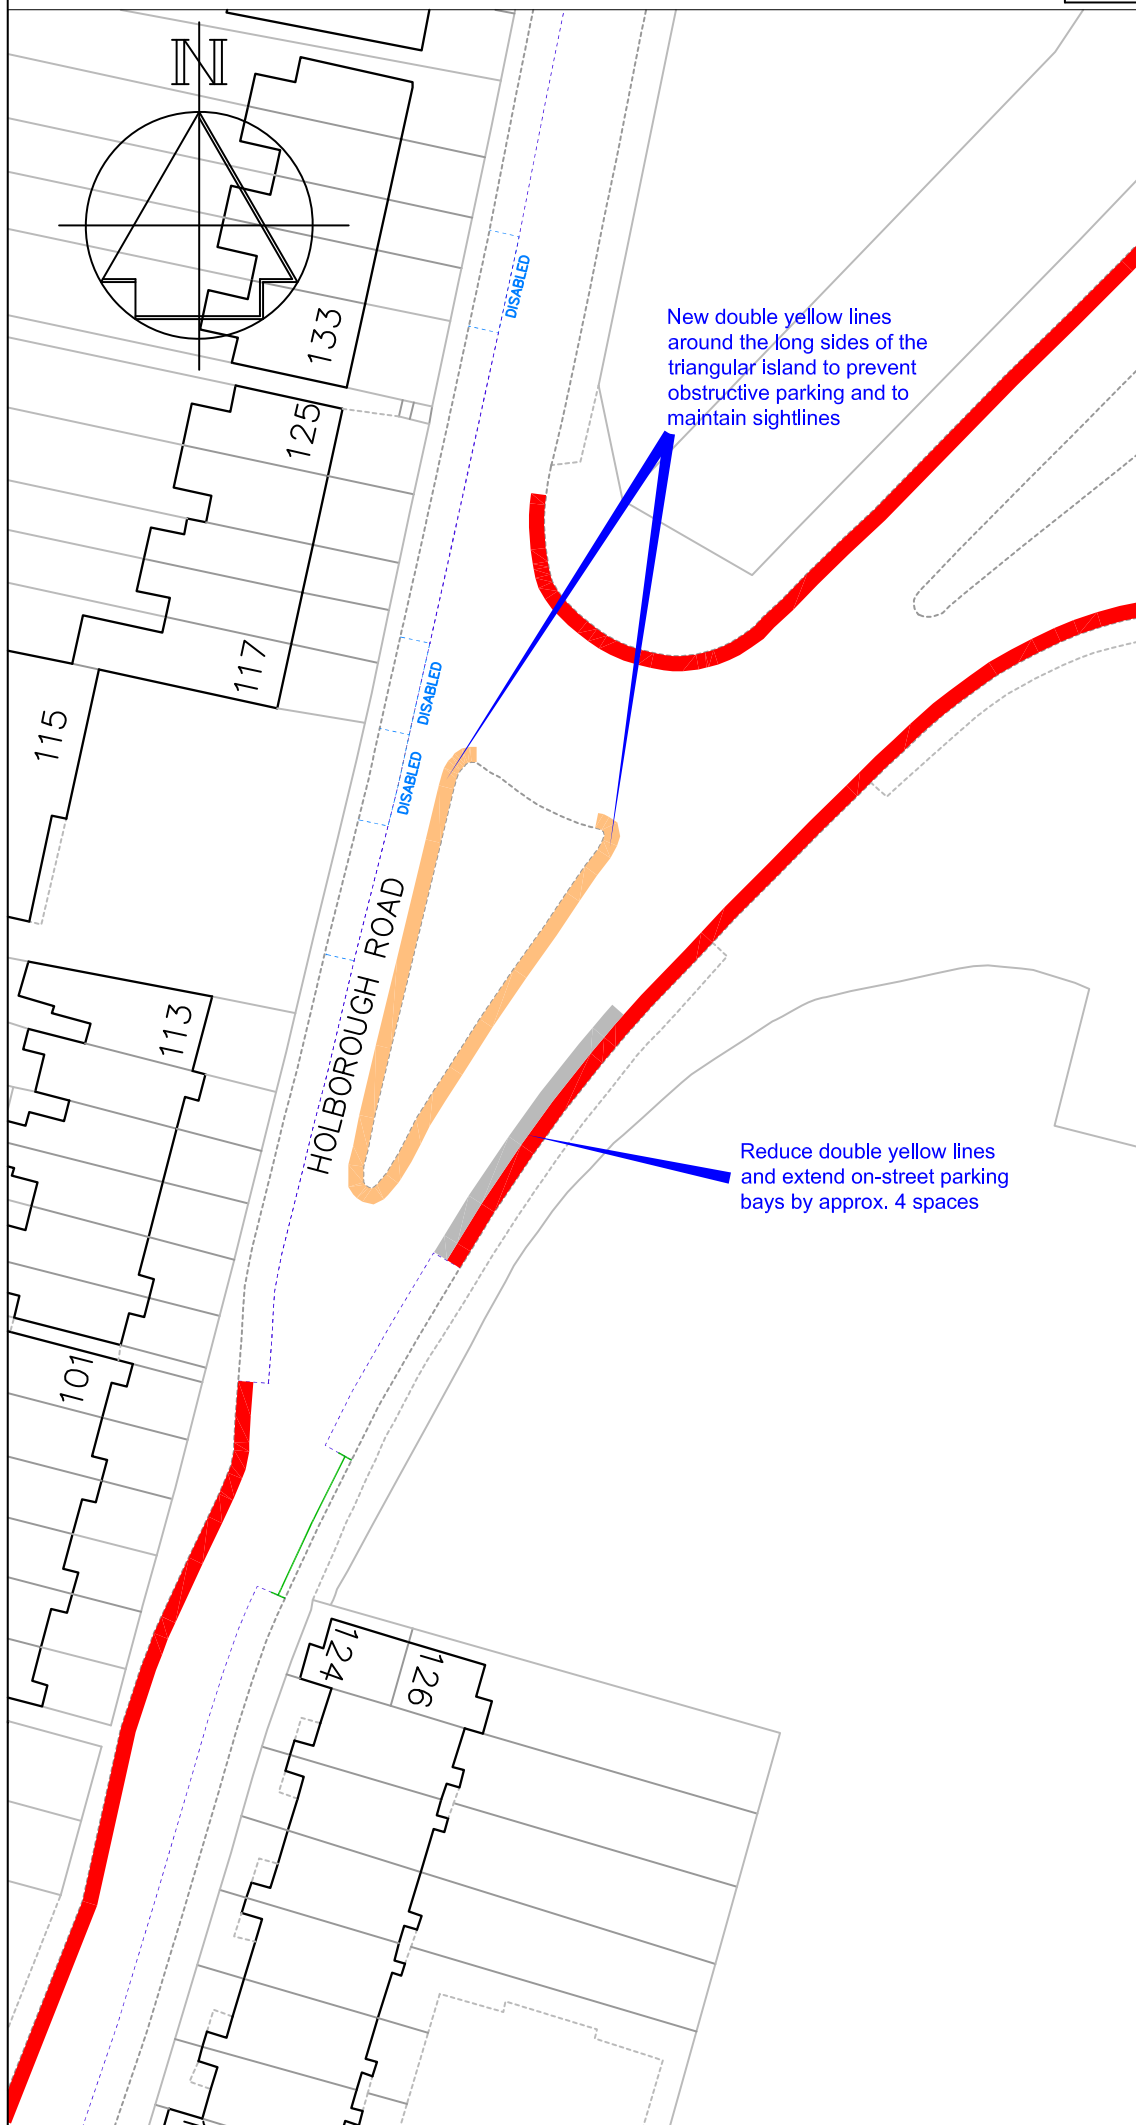 N
133
DISABLED
New double yellow lines
around the long sides of the
triangular island to prevent
obstructive parking and to
maintain sightlines
125
117
DISABLED
115
DISABLED
HOLBOROUGH ROAD
113
Reduce double yellow lines
and extend on-street parking
bays by approx. 4 spaces
101
124
126